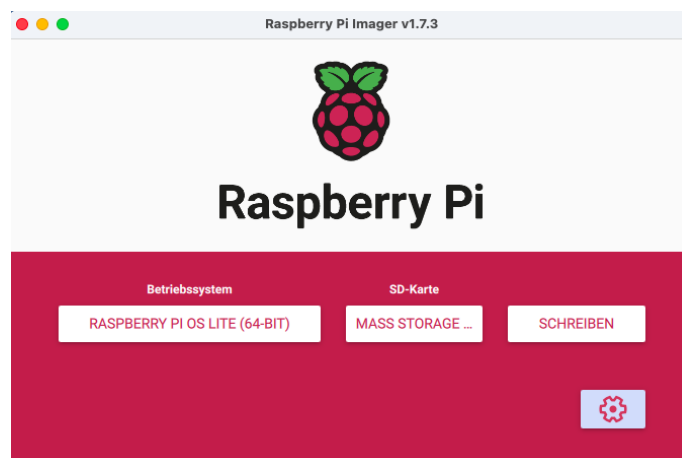 Raspberry Pi Imager v1.7.3
Raspberry Pi
Betriebssystem
SD-Karte
RASPBERRY PI OS LITE (64-BIT)
MASS STORAGE ...
SCHREIBEN